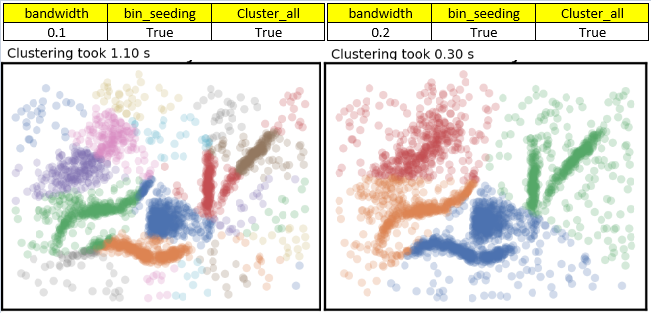 bandwidth bin_seeding Cluster_all
0.1 True True
Clustering took 1.10 s
bandwidth bin_seeding Cluster_all
0.2 True True
Clustering took 0.30 s